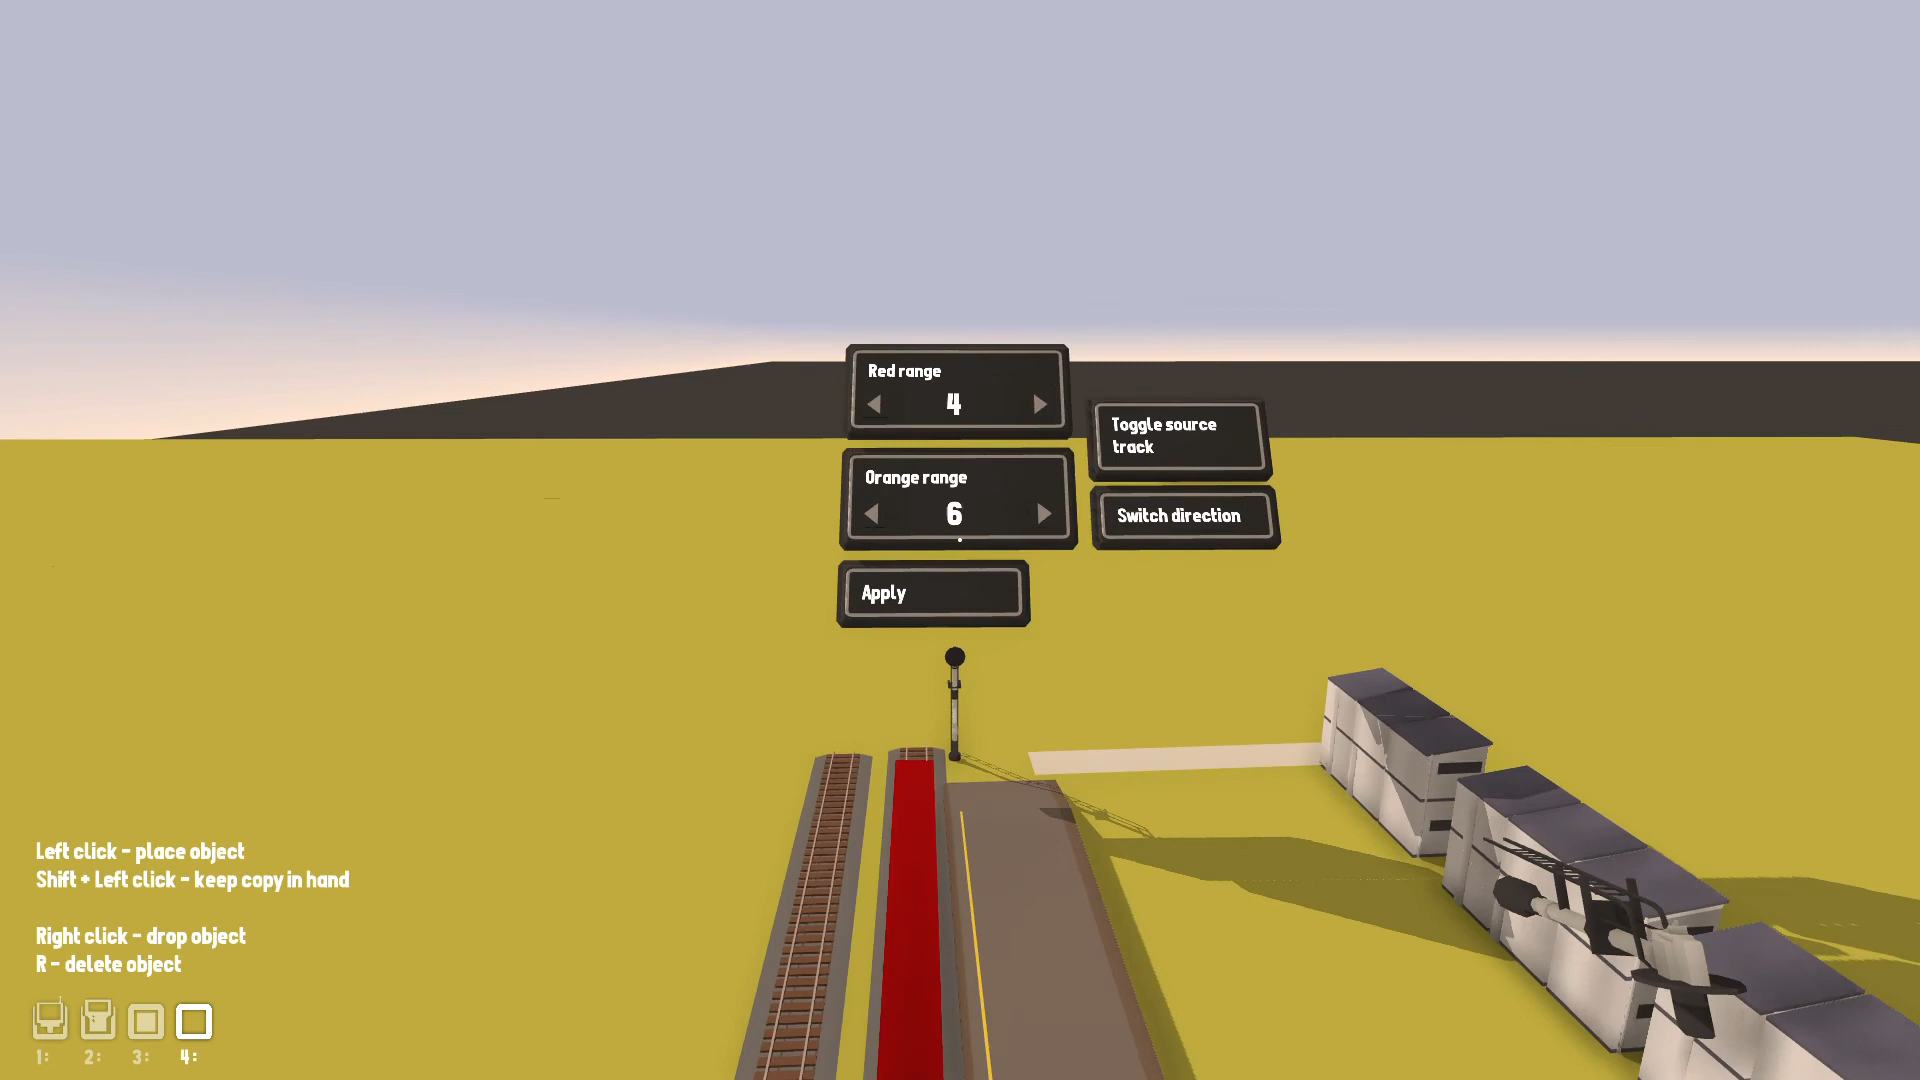 Red range
4
Orange range
6
Apply
Toggle source
track
Switch direction
Left click - place object
Shift + Left click - keep copy in hand
Right click - drop object
R - delete object
1: 2: 3: 4: